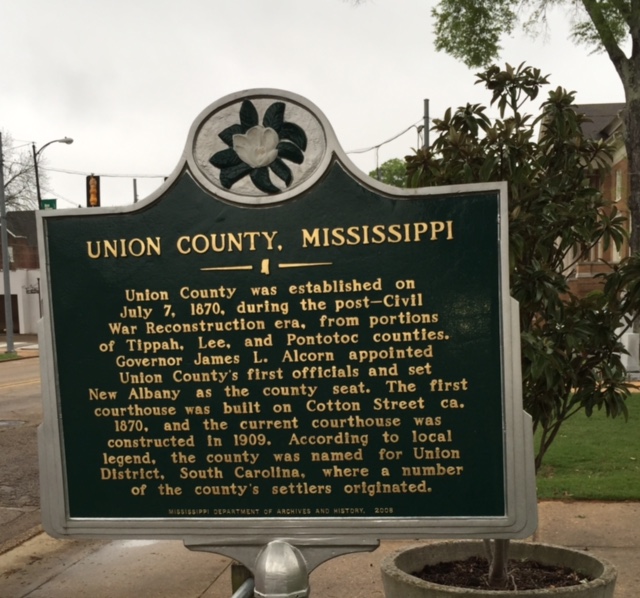 UNION COUNTY, MISSISSIPPI
Union County was established on
July 7, 1870, during the post-Civil
War Reconstruction era, from portions
of Tippah, Lee, and Pontotoc counties.
Governor James L. Alcorn appointed
Union County's first officials and set
New Albany as the county seat. The first
courthouse was built on Cotton Street ca.
1870, and the current courthouse was
constructed in 1909. According to local
legend, the county was named for Union
District, South Carolina, where a number
of the county's settlers originated.
MISSISSIPPI DEPARTMENT OF ARCHIVES AND HISTORY, 2008